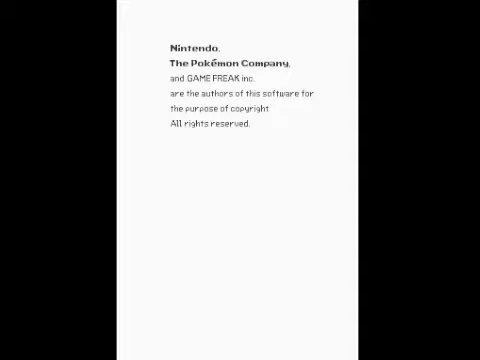 Nintendo,
The Pokémon Company,
and GAME FREAK inc.
are the authors of this software for
the purpose of copyright
All rights reserved.